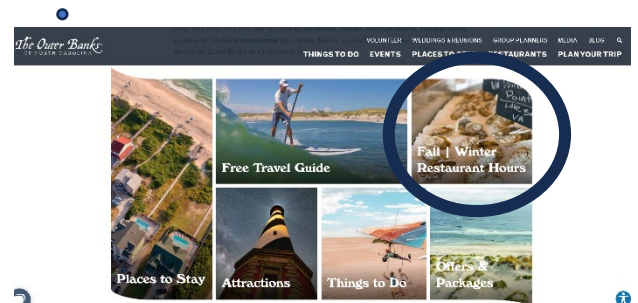 The Outer Banks
OF NORTH CAROLINA
VOLUNTEER WEDDINGS & REUNIONS GROUP PLANNERS MEDIA BLOG
THINGS TO DO EVENTS PLACES TO STAY RESTAURANTS PLAN YOUR TRIP
Free Travel Guide
Point
VA
Fall | Winter
Restaurant Hours
Places to Stay
Attractions
Things to Do
Offers &
Packages